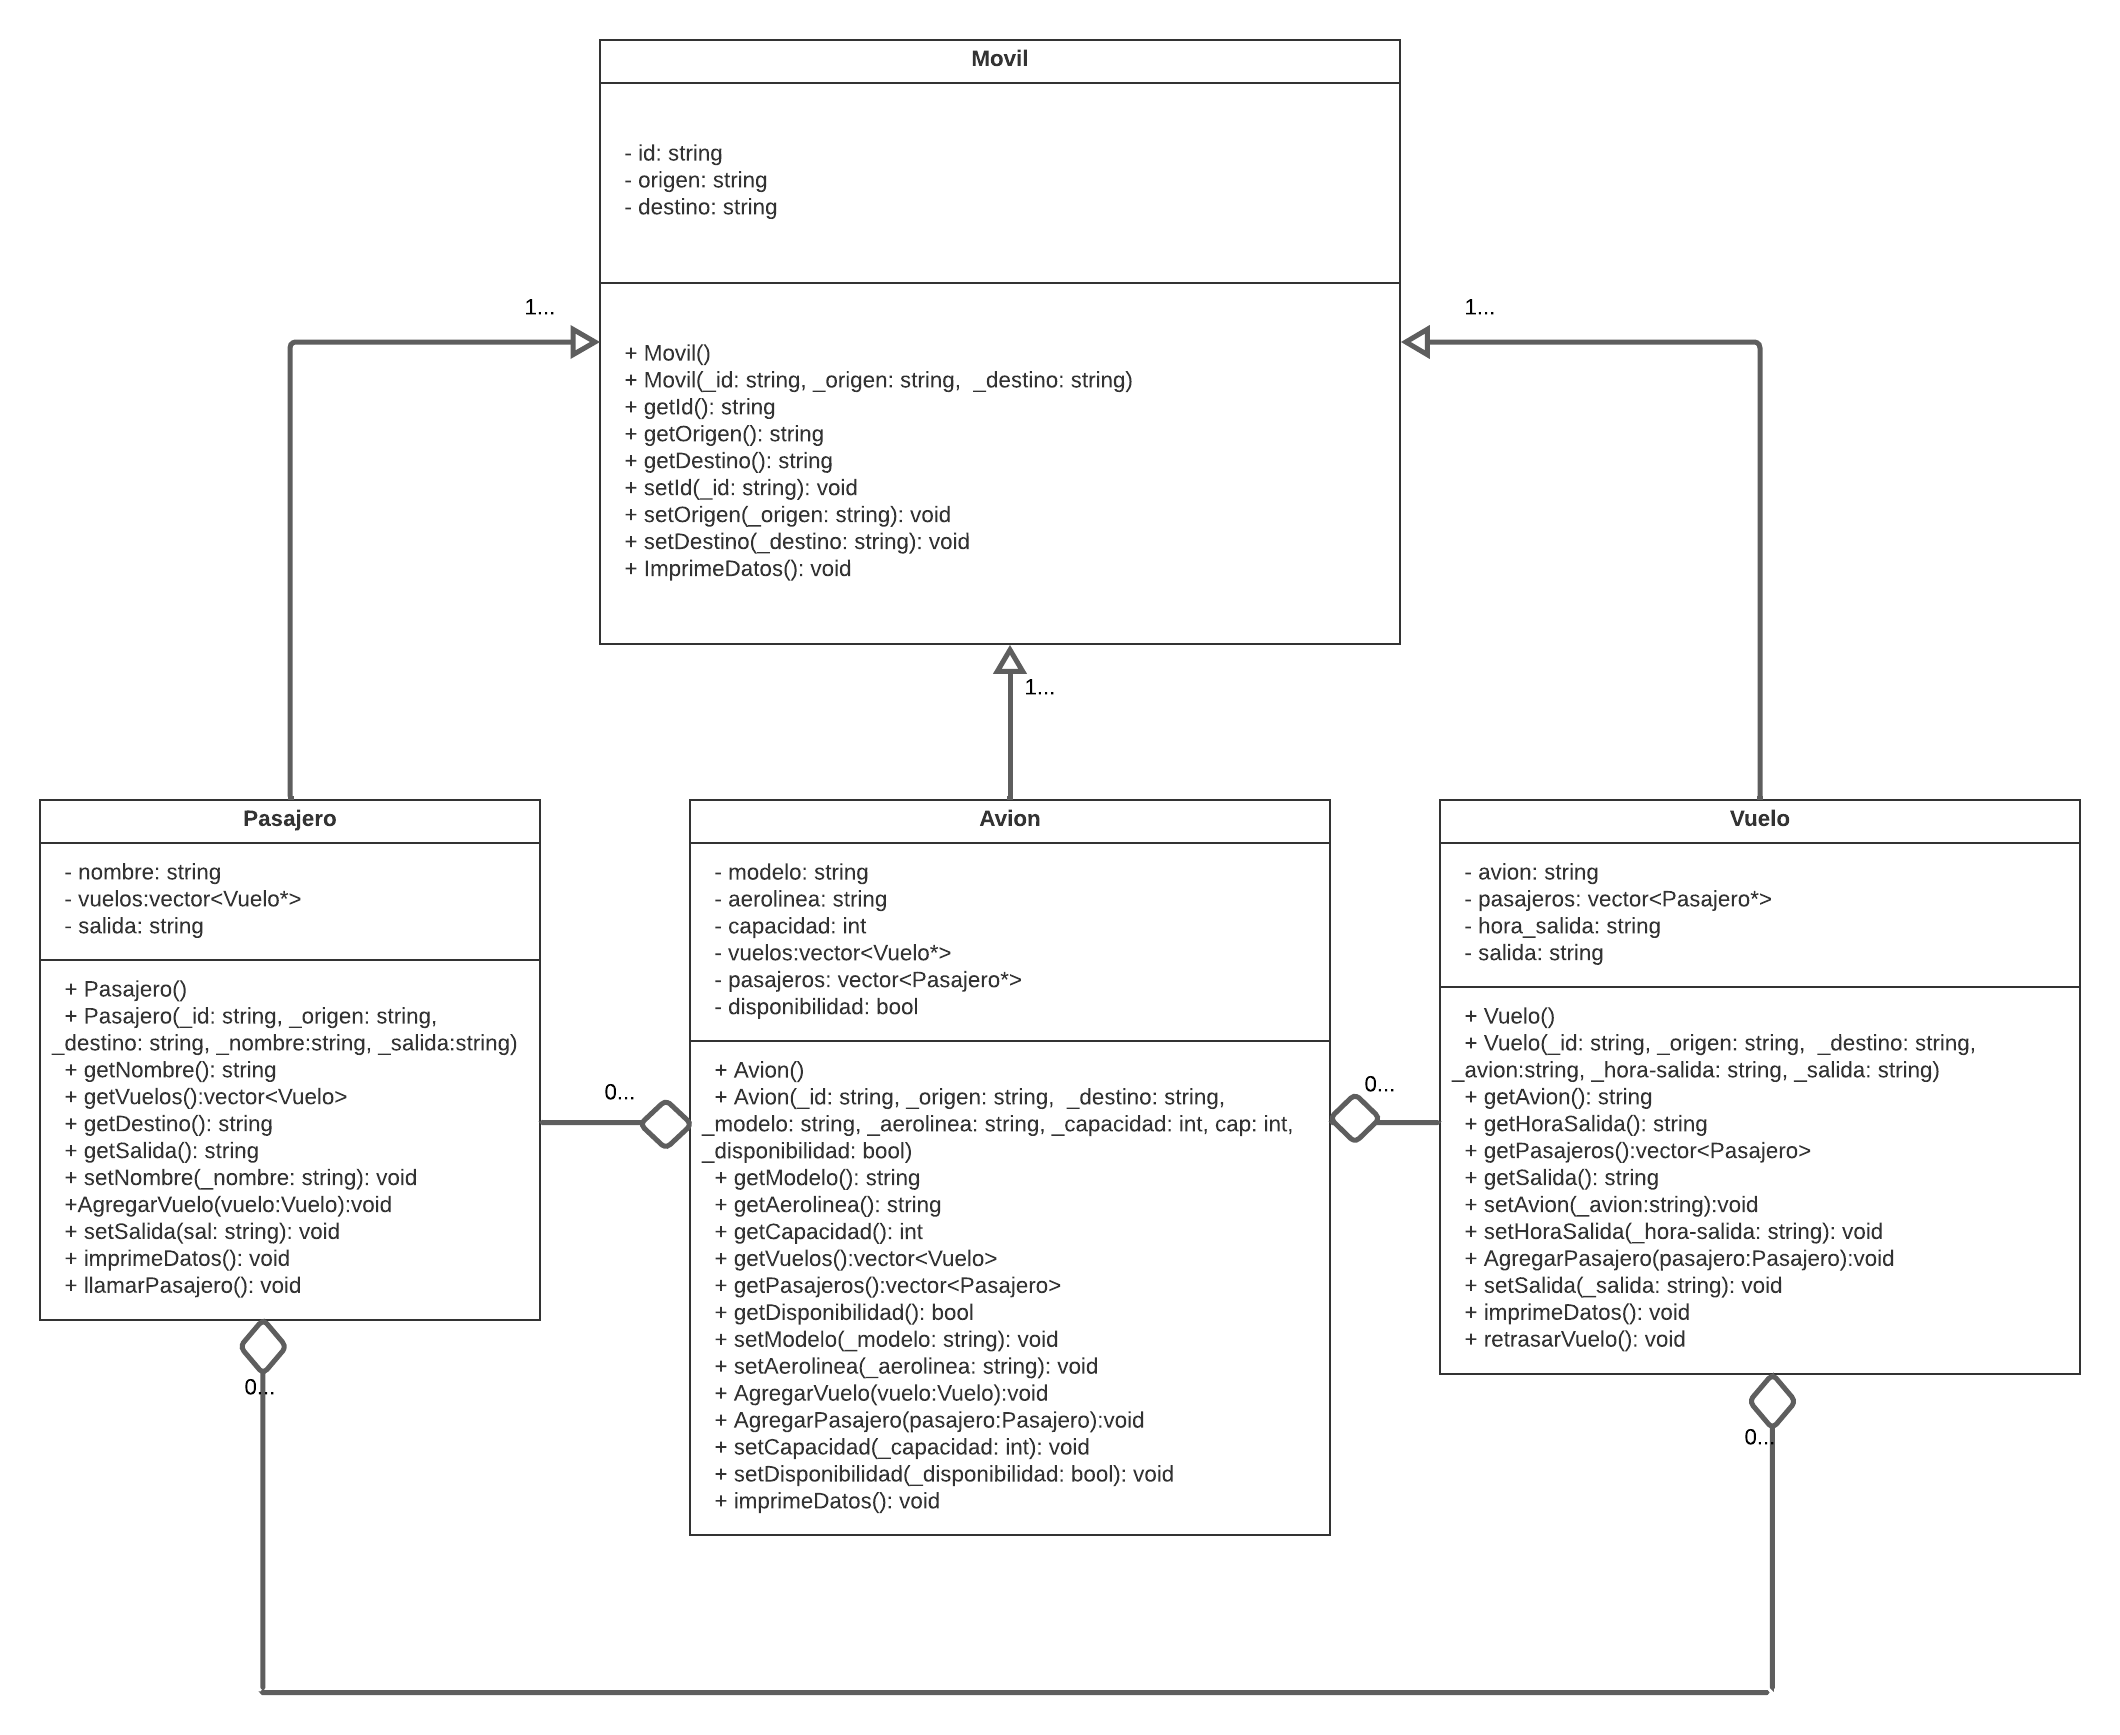 Movil
- id: string
- origen: string
- destino: string
1...
1...
+ Movil()
+ Movil(_id: string, _origen: string,  _destino: string)
+ getId(): string
+ getOrigen(): string
+ getDestino(): string
+ setId(_id: string): void
+ setOrigen(_origen: string): void
+ setDestino(_destino: string): void
+ ImprimeDatos(): void
1...
Pasajero
- nombre: string
- vuelos:vector<Vuelo*>
- salida: string
+ Pasajero()
+ Pasajero(_id: string, _origen: string,
_destino: string, _nombre:string, _salida:string)
+ getNombre(): string
+ getVuelos():vector<Vuelo>
+ getDestino(): string
+ getSalida(): string
+ setNombre(_nombre: string): void
+AgregarVuelo(vuelo:Vuelo):void
+ setSalida(sal: string): void
+ imprimeDatos(): void
+ llamarPasajero(): void
0...
0...
Avion
- modelo: string
- aerolinea: string
- capacidad: int
- vuelos:vector<Vuelo*>
- pasajeros: vector<Pasajero*>
- disponibilidad: bool
+ Avion()
+ Avion(_id: string, _origen: string,  _destino: string,
_modelo: string, _aerolinea: string, _capacidad: int, cap: int,
_disponibilidad: bool)
+ getModelo(): string
+ getAerolinea(): string
+ getCapacidad(): int
+ getVuelos():vector<Vuelo>
+ getPasajeros():vector<Pasajero>
+ getDisponibilidad(): bool
+ setModelo(_modelo: string): void
+ setAerolinea(_aerolinea: string): void
+ AgregarVuelo(vuelo:Vuelo):void
+ AgregarPasajero(pasajero:Pasajero):void
+ setCapacidad(_capacidad: int): void
+ setDisponibilidad(_disponibilidad: bool): void
+ imprimeDatos(): void
0...
Vuelo
- avion: string
- pasajeros: vector<Pasajero*>
- hora_salida: string
- salida: string
+ Vuelo()
+ Vuelo(_id: string, _origen: string,  _destino: string,
_avion:string, _hora-salida: string, _salida: string)
+ getAvion(): string
+ getHoraSalida(): string
+ getPasajeros():vector<Pasajero>
+ getSalida(): string
+ setAvion(_avion:string):void
+ setHoraSalida(_hora-salida: string): void
+ AgregarPasajero(pasajero:Pasajero):void
+ setSalida(_salida: string): void
+ imprimeDatos(): void
+ retrasarVuelo(): void
0...